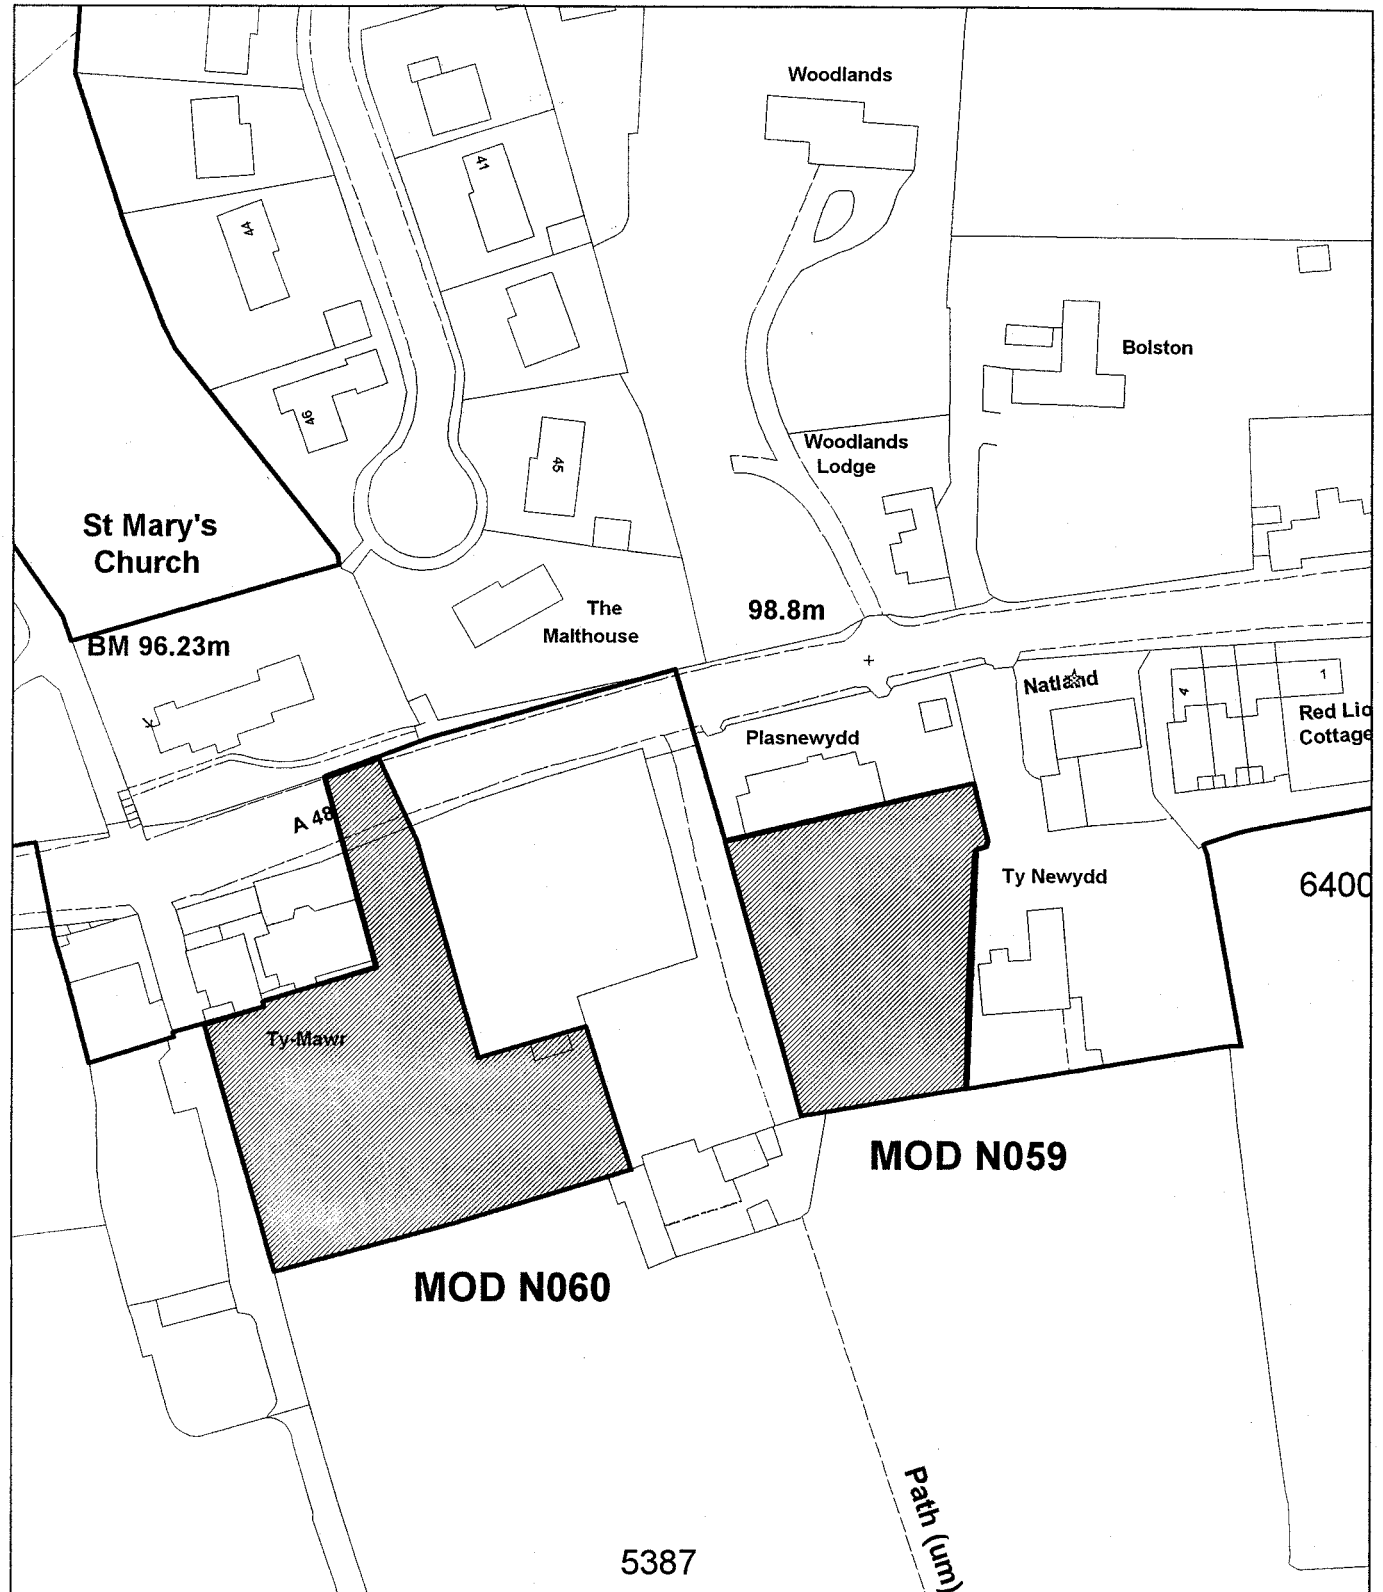 Woodlands
41
44
Bolston
46
Woodlands
Lodge
45
St Mary's
Church
The
Malthouse
98.8m
BM 96.23m
Natland
4
1
Red Lio
Cottage
Plasnewydd
A 48
Ty Newydd
6400
Ty-Mawr
MOD N059
MOD N060
Path (um)
5387